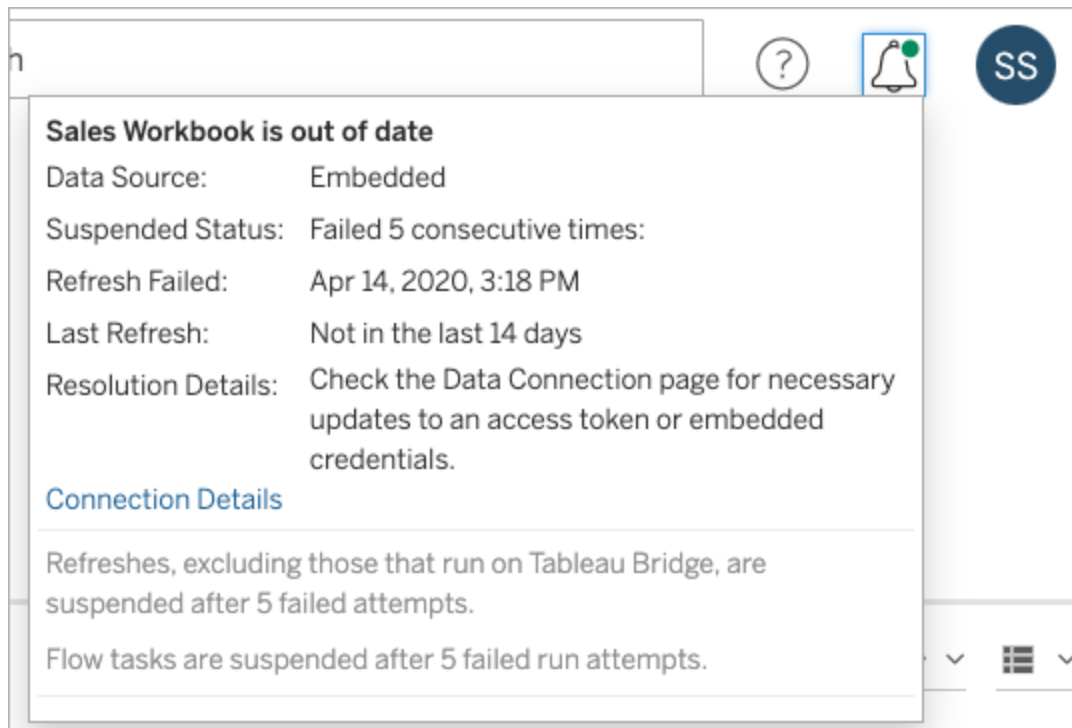 h
?
SS
Sales Workbook is out of date
Data Source: Embedded
Suspended Status: Failed 5 consecutive times:
Refresh Failed: Apr 14, 2020, 3:18 PM
Last Refresh: Not in the last 14 days
Resolution Details: Check the Data Connection page for necessary
updates to an access token or embedded
credentials.
Connection Details
Refreshes, excluding those that run on Tableau Bridge, are
suspended after 5 failed attempts.
Flow tasks are suspended after 5 failed run attempts.